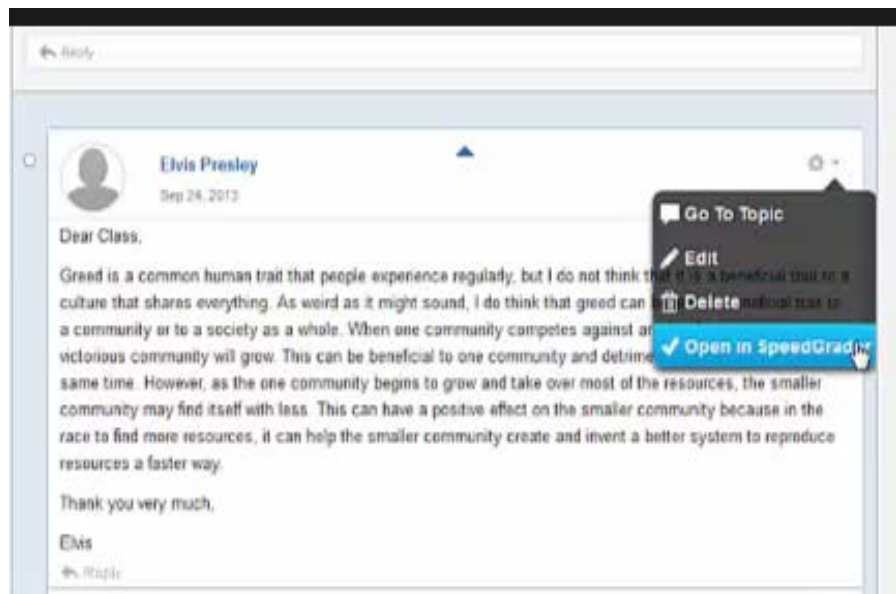 Reply
Elvis Presley
Sep 24, 2013
Go To Topic
Edit
Delete
Open in SpeedGrader
Dear Class,
Greed is a common human trait that people experience regularly, but I do not think that it is a beneficial trait to a
culture that shares everything. As weird as it might sound, I do think that greed can beneficial trait to
a community or to a society as a whole. When one community competes against
victorious community will grow. This can be beneficial to one community and
same time. However, as the one community begins to grow and take over most of the resources, the smaller
community may find itself with less. This can have a positive effect on the smaller community because in the
race to find more resources, it can help the smaller community create and invent a better system to reproduce
resources a faster way.
Thank you very much,
Elvis
Reply